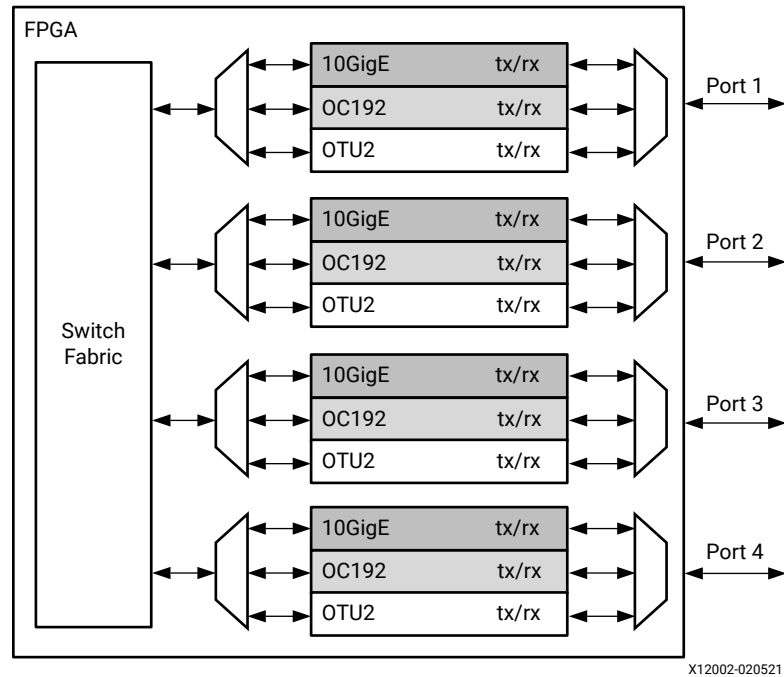 FPGA
10GigE tx/rx
OC192 tx/rx
OTU2 tx/rx
Port 1
10GigE tx/rx
OC192 tx/rx
OTU2 tx/rx
Port 2
Switch
Fabric
10GigE tx/rx
OC192 tx/rx
OTU2 tx/rx
Port 3
10GigE tx/rx
OC192 tx/rx
OTU2 tx/rx
Port 4
X12002-020521